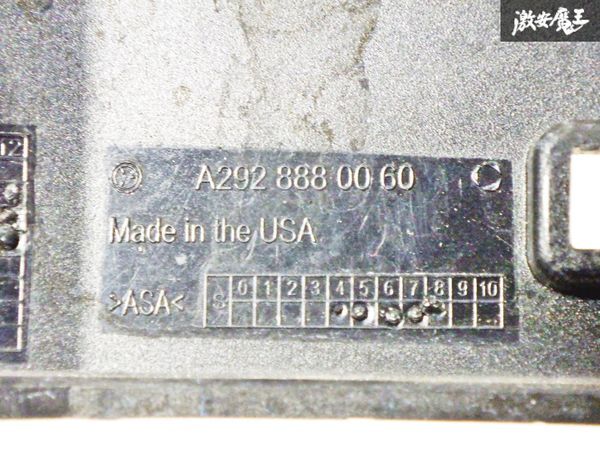 激安魔王
12
A292 888 00 60
Made in the USA
>ASA<
S 0 1 2 3 4 5 6 7 8 9 10